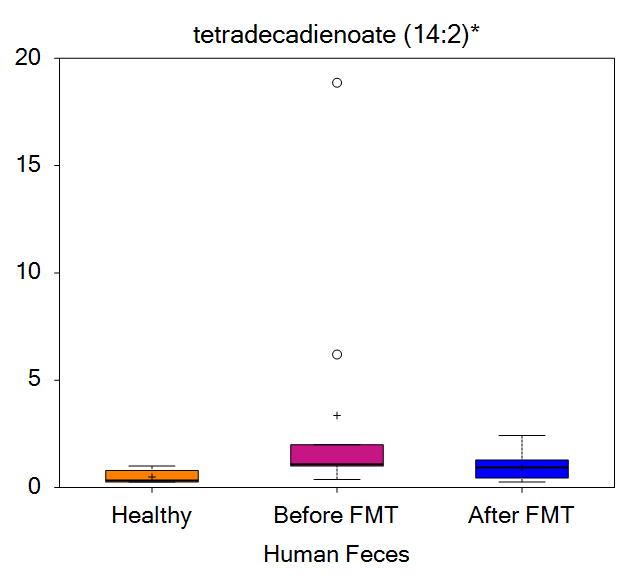 tetradecadienoate (14:2)*
20
15
10
5
0
Healthy Before FMT After FMT
Human Feces